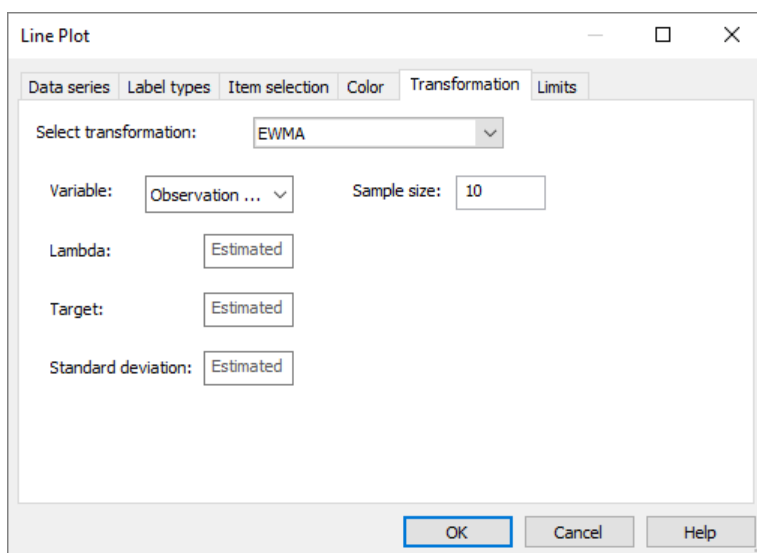 Line Plot
Data series Label types Item selection Color Transformation Limits
Select transformation: EWMA
Variable: Observation ... Sample size: 10
Lambda: Estimated
Target: Estimated
Standard deviation: Estimated
OK Cancel Help